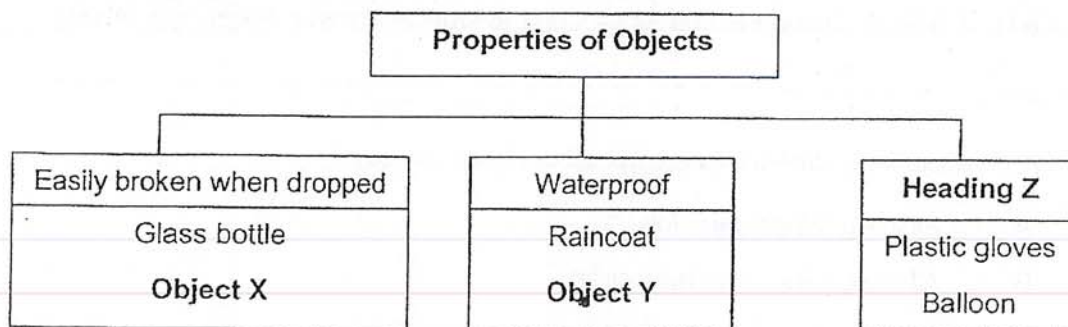 Properties of Objects
Easily broken when dropped
Glass bottle
Object X
Waterproof
Raincoat
Object Y
Heading Z
Plastic gloves
Balloon